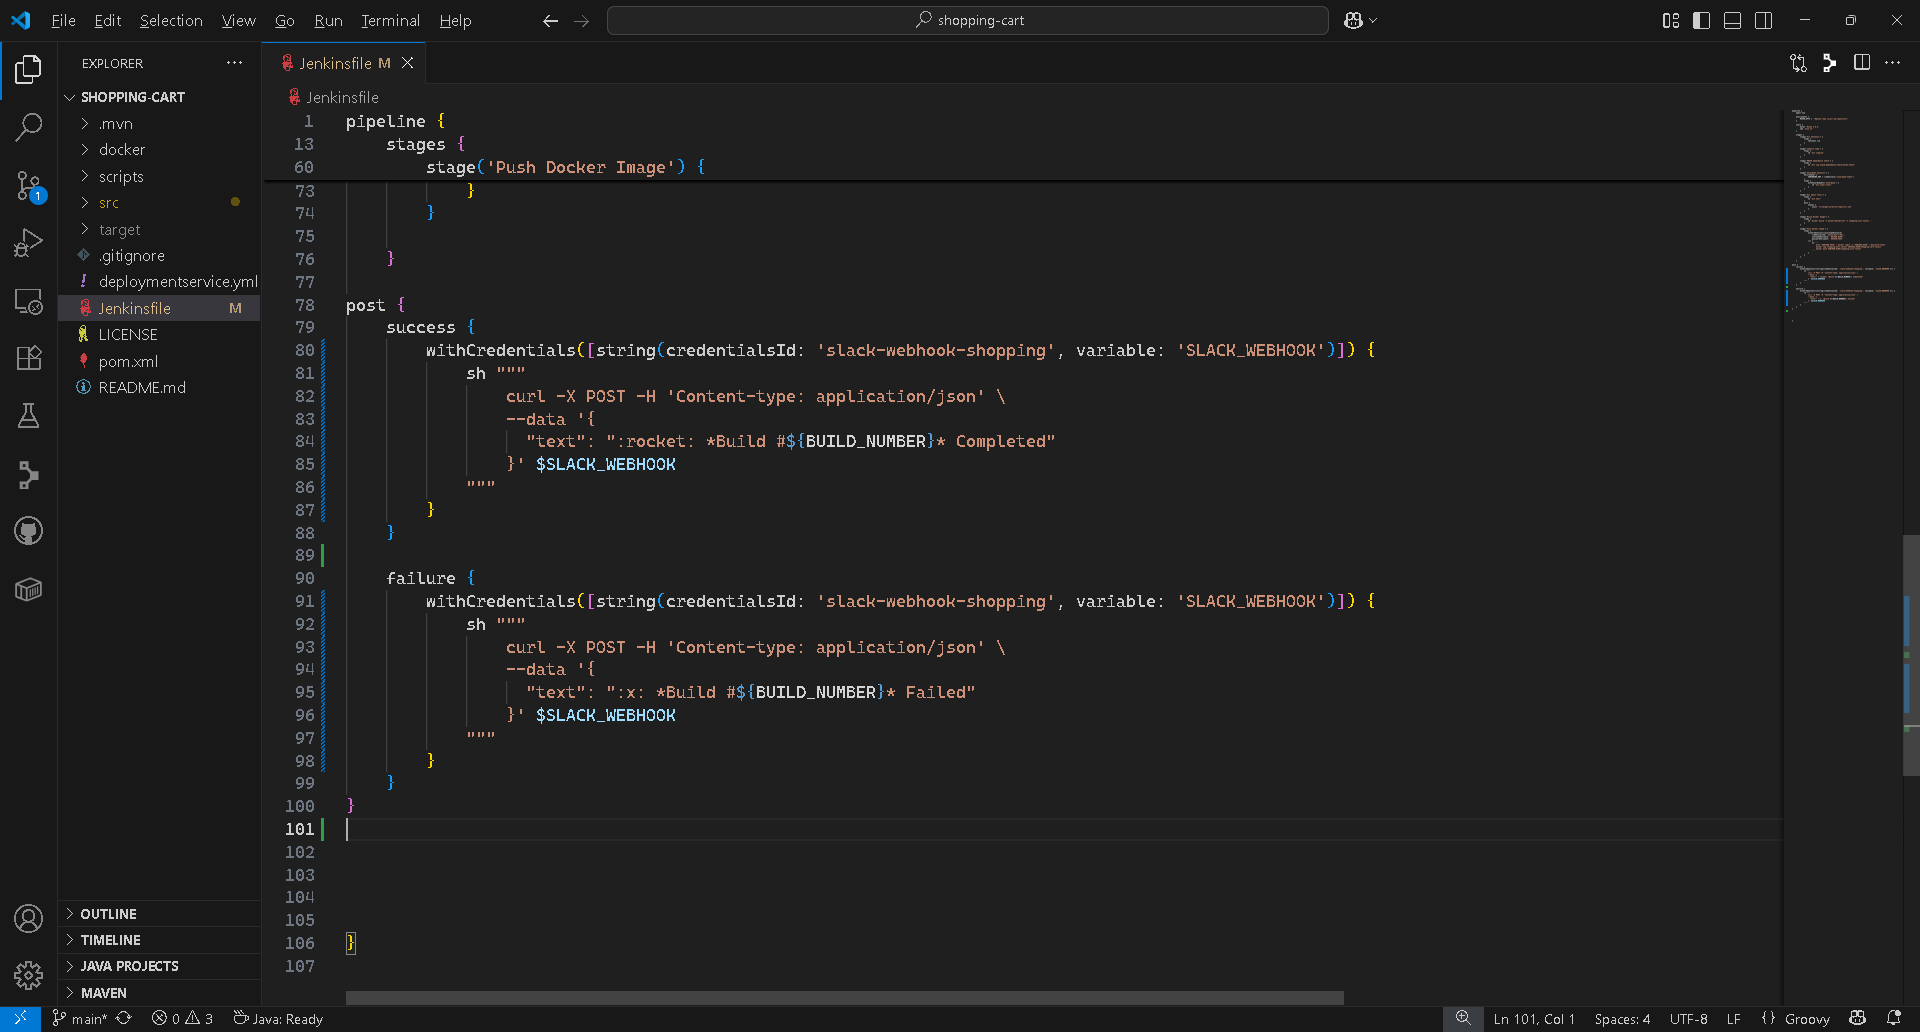 File Edit Selection View Go Run Terminal Help
shopping-cart
EXPLORER
SHOPPING-CART
.mvn
docker
scripts
src
target
.gitignore
deploymentservice.yml
Jenkinsfile M
LICENSE
pom.xml
README.md
OUTLINE
TIMELINE
JAVA PROJECTS
MAVEN
1
Jenkinsfile M
Jenkinsfile
1 pipeline {
13 stages {
60 stage('Push Docker Image') {
73 }
74 }
75
76 }
77
78 post {
79 success {
80 withCredentials([string(credentialsId: 'slack-webhook-shopping', variable: 'SLACK_WEBHOOK')]) {
81 sh """
82 curl -X POST -H 'Content-type: application/json' \
83 --data '{
84 "text": ":rocket: *Build #${BUILD_NUMBER}* Completed"
85 }' $SLACK_WEBHOOK
86 """
87 }
88 }
89
90 failure {
91 withCredentials([string(credentialsId: 'slack-webhook-shopping', variable: 'SLACK_WEBHOOK')]) {
92 sh """
93 curl -X POST -H 'Content-type: application/json' \
94 --data '{
95 "text": ":x: *Build #${BUILD_NUMBER}* Failed"
96 }' $SLACK_WEBHOOK
97 """
98 }
99 }
100 }
101
102
103
104
105
106 }
107
main* 0 3 Java: Ready
Ln 101, Col 1 Spaces: 4 UTF-8 LF {} Groovy